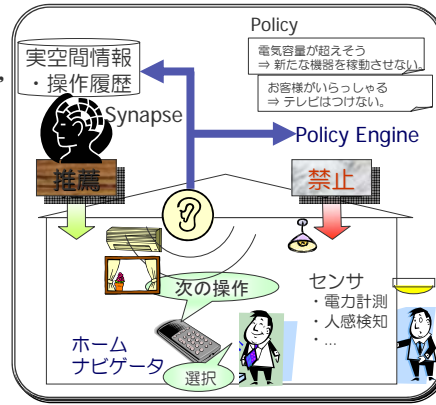 Policy
電気容量が超えそう
⇒ 新たな機器を稼動させない。
お客様がいらっしゃる
⇒ テレビはつけない。
実空間情報
・操作履歴
Synapse
Policy Engine
推薦
禁止
次の操作
センサ
・電力計測
・人感検知
・...
ホーム
ナビゲータ
選択